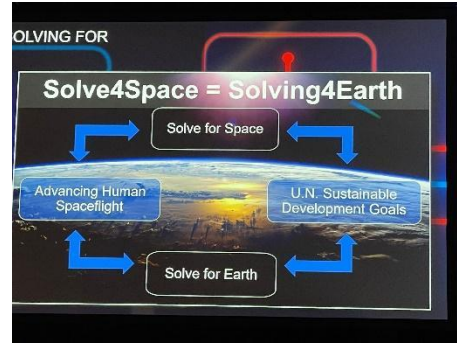 OLVING FOR
Solve4Space = Solving4Earth
Solve for Space
Advancing Human
Spaceflight
U.N. Sustainable
Development Goals
Solve for Earth